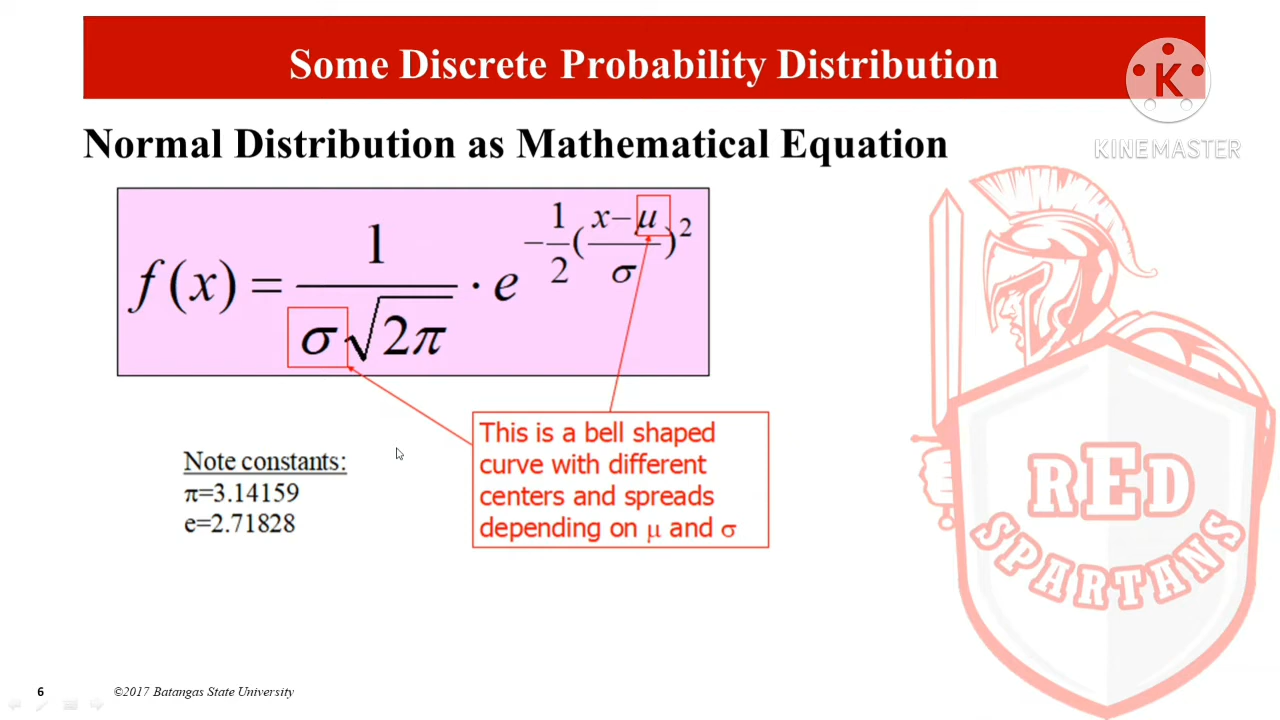 Some Discrete Probability Distribution
K
KINEMASTER
Normal Distribution as Mathematical Equation
f(x) = 1/(σ√2π) · e^(-1/2((x-μ)/σ)^2)
This is a bell shaped
curve with different
centers and spreads
depending on μ and σ
Note constants:
π=3.14159
e=2.71828
RED
SPARTANS
6
©2017 Batangas State University